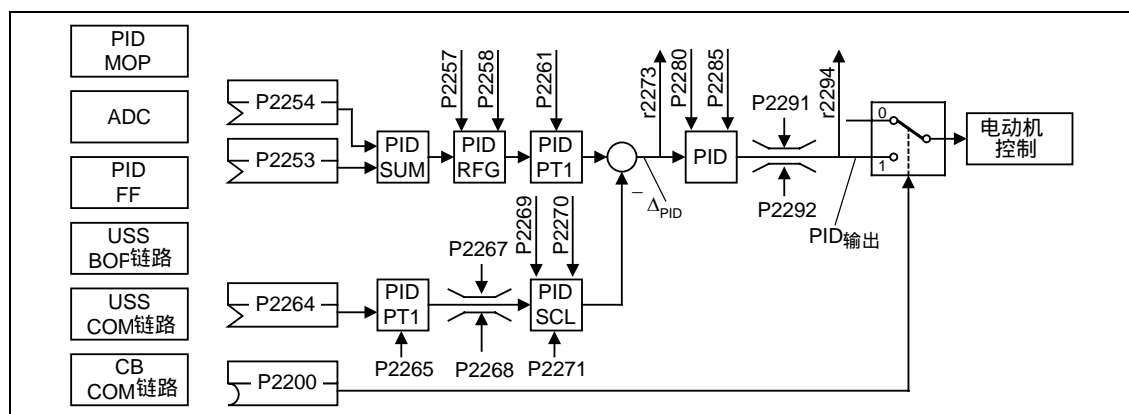 PID
MOP
ADC
PID
FF
USS
BOP链路
USS
COM链路
CB
COM链路
P2254
P2253
P2264
P2200
PID
SUM
P2257
P2258
PID
RFG
P2261
PID
PT1
r2273
P2280
P2285
PID
P2291
P2292
r2294
0
1
电动机
控制
−
ΔPID
PID输出
P2269
P2270
PID
PT1
P2265
P2267
P2268
PID
SCL
P2271